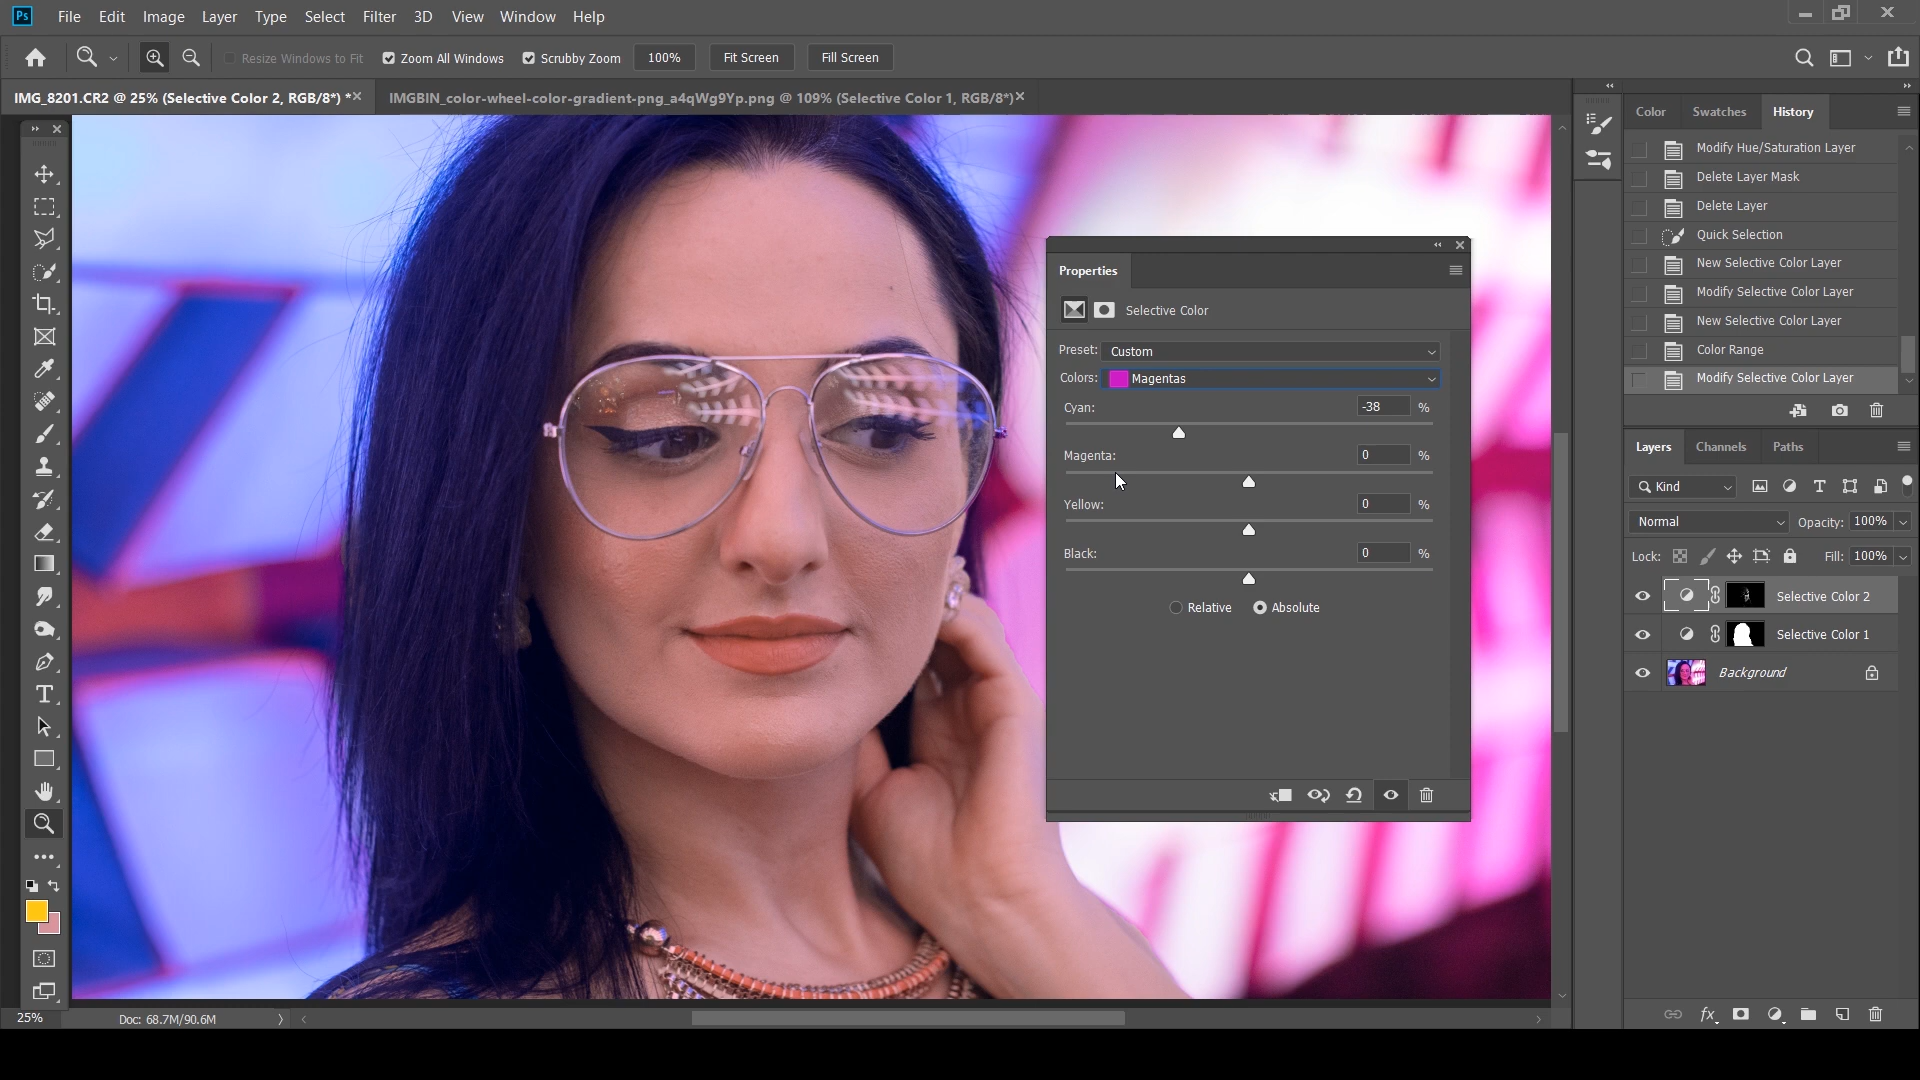 Ps File Edit Image Layer Type Select Filter 3D View Window Help
Resize Windows to Fit Zoom All Windows Scrubby Zoom 100% Fit Screen Fill Screen
IMG_8201.CR2 @ 25% (Selective Color 2, RGB/8*) * IMGBIN_color-wheel-color-gradient-png_a4qWg9Yp.png @ 109% (Selective Color 1, RGB/8*)
Color Swatches History
Modify Hue/Saturation Layer
Delete Layer Mask
Delete Layer
Quick Selection
New Selective Color Layer
Modify Selective Color Layer
New Selective Color Layer
Color Range
Modify Selective Color Layer
Properties
Selective Color
Preset: Custom
Colors: Magentas
Cyan: -38 %
Magenta: 0 %
Yellow: 0 %
Black: 0 %
Relative Absolute
Layers Channels Paths
Kind
Normal Opacity: 100%
Lock: Fill: 100%
Selective Color 2
Selective Color 1
Background
fx
25% Doc: 68.7M/90.6M